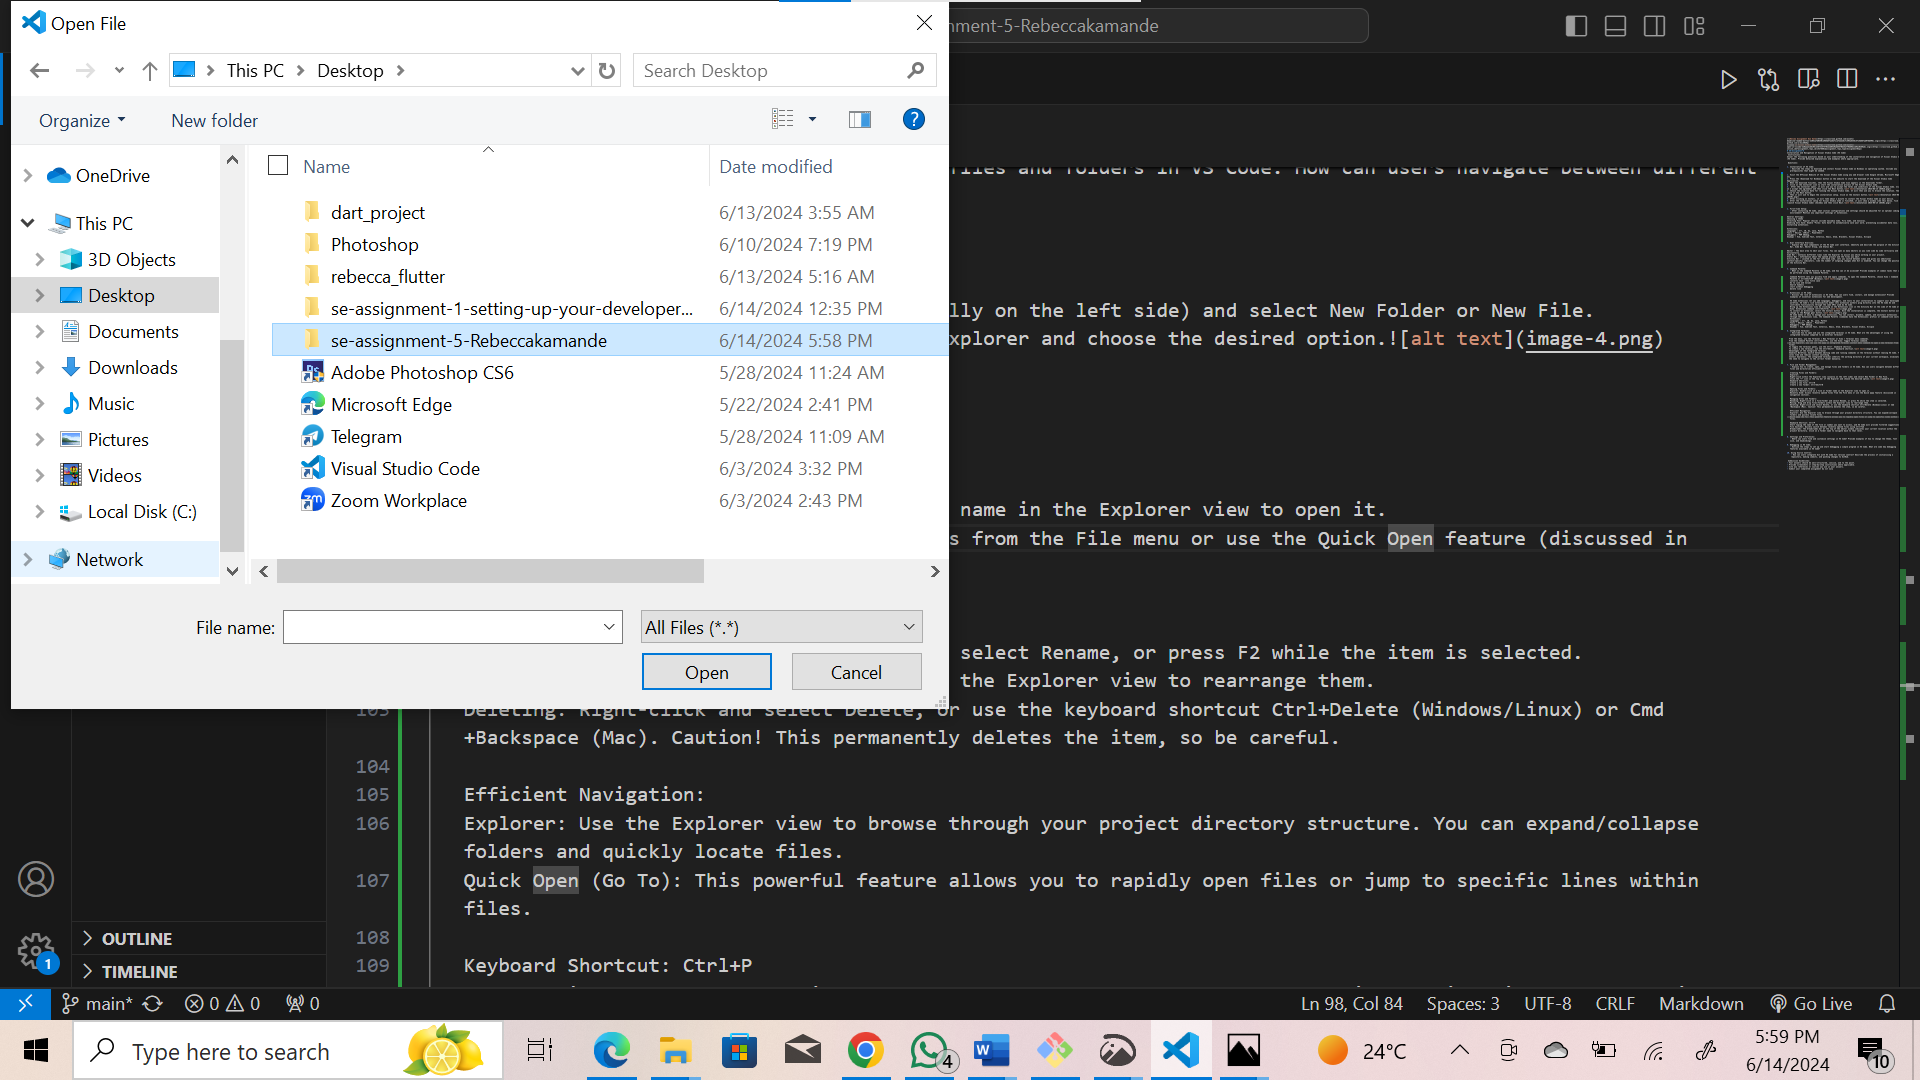 Open File
nment-5-Rebeccakamande
This PC
Desktop
Search Desktop
Organize
New folder
OneDrive
This PC
3D Objects
Desktop
Documents
Downloads
Music
Pictures
Videos
Local Disk (C:)
Network
Name
Date modified
dart_project 6/13/2024 3:55 AM
Photoshop 6/10/2024 7:19 PM
rebecca_flutter 6/13/2024 5:16 AM
se-assignment-1-setting-up-your-developer... 6/14/2024 12:35 PM
se-assignment-5-Rebeccakamande 6/14/2024 5:58 PM
Adobe Photoshop CS6 5/28/2024 11:24 AM
Microsoft Edge 5/22/2024 2:41 PM
Telegram 5/28/2024 11:09 AM
Visual Studio Code 6/3/2024 3:32 PM
Zoom Workplace 6/3/2024 2:43 PM
File name:
All Files (*.*)
Open
Cancel
files and folders in VS Code. How can users navigate between different
lly on the left side) and select New Folder or New File.
xplorer and choose the desired option.![alt text](image-4.png)
name in the Explorer view to open it.
s from the File menu or use the Quick Open feature (discussed in
select Rename, or press F2 while the item is selected.
the Explorer view to rearrange them.
103 Deleting: Right-click and select Delete, or use the keyboard shortcut Ctrl+Delete (Windows/Linux) or Cmd
+Backspace (Mac). Caution! This permanently deletes the item, so be careful.
104
105 Efficient Navigation:
106 Explorer: Use the Explorer view to browse through your project directory structure. You can expand/collapse
folders and quickly locate files.
107 Quick Open (Go To): This powerful feature allows you to rapidly open files or jump to specific lines within
files.
108
109 Keyboard Shortcut: Ctrl+P
OUTLINE
TIMELINE
1
main* 0 0 0
Ln 98, Col 84 Spaces: 3 UTF-8 CRLF Markdown Go Live
Type here to search
4
24°C
5:59 PM
6/14/2024
10